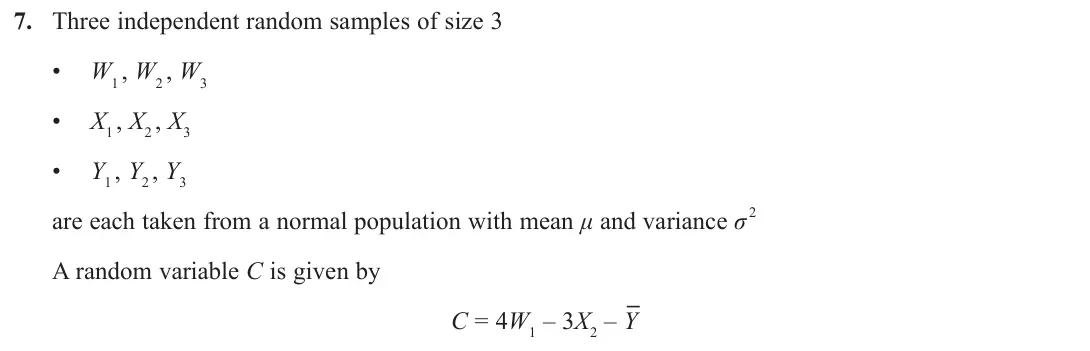 7. Three independent random samples of size 3
• W₁, W₂, W₃
• X₁, X₂, X₃
• Y₁, Y₂, Y₃
are each taken from a normal population with mean μ and variance σ²
A random variable C is given by
C = 4W₁ – 3X₂ – Y̅